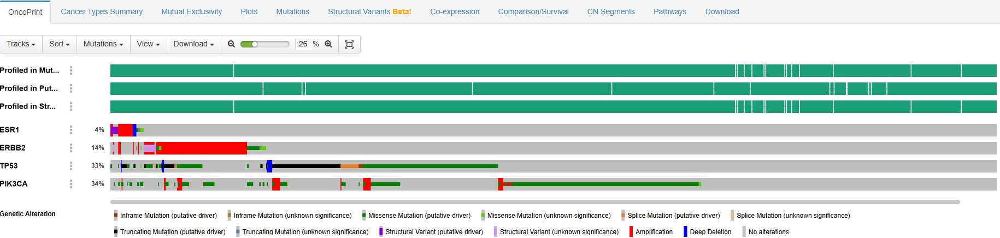 OncoPrint Cancer Types Summary Mutual Exclusivity Plots Mutations Structural Variants Beta! Co-expression Comparison/Survival CN Segments Pathways Download
Tracks Sort Mutations View Download 26 %
Profiled in Mut...
Profiled in Put...
Profiled in Str...
ESR1 4%
ERBB2 14%
TP53 33%
PIK3CA 34%
Genetic Alteration Inframe Mutation (putative driver) Inframe Mutation (unknown significance) Missense Mutation (putative driver) Missense Mutation (unknown significance) Splice Mutation (putative driver) Splice Mutation (unknown significance)
Truncating Mutation (putative driver) Truncating Mutation (unknown significance) Structural Variant (putative driver) Structural Variant (unknown significance) Amplification Deep Deletion No alterations